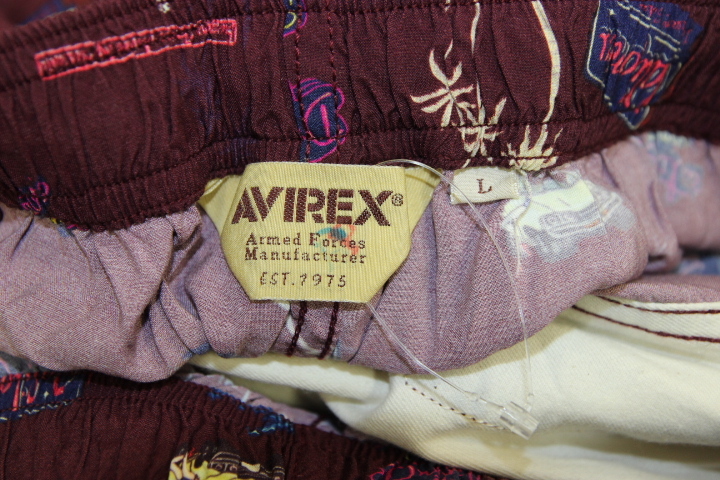 AVIREX®
Armed Forces
Manufacturer
EST.1975
L